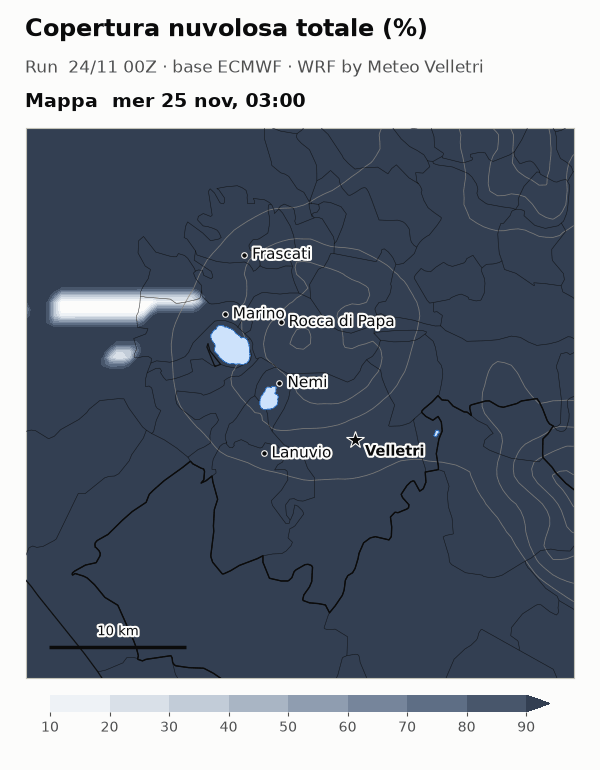 Copertura nuvolosa totale (%)
Run  24/11 00Z · base ECMWF · WRF by Meteo Velletri
Mappa  mer 25 nov, 03:00
Frascati
Marino
Rocca di Papa
Nemi
Velletri
Lanuvio
10 km
10 20 30 40 50 60 70 80 90